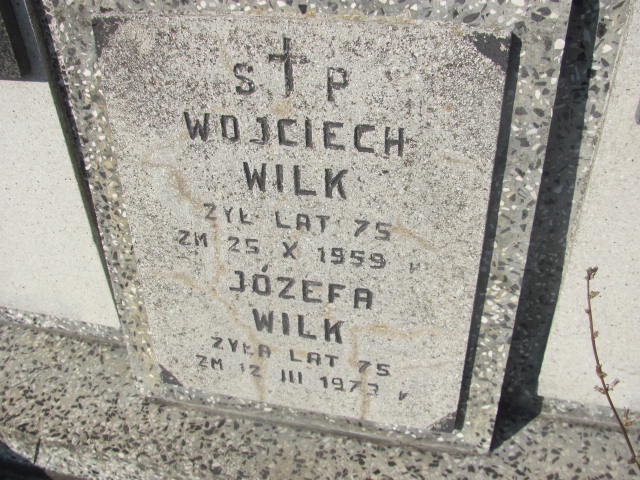 S † P
WOJCIECH
WILK
ŻYŁ LAT 75
ZM 25 X 1959 r
JÓZEFA
WILK
ŻYŁA LAT 75
ZM 12 III 1973 r